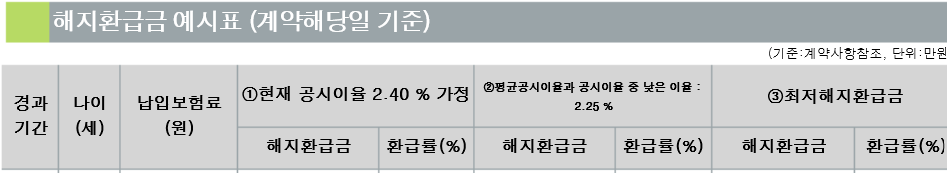 해지환급금 예시표 (계약해당일 기준)
(기준:계약사항참조, 단위:만원
경과
기간
나이
(세)
납입보험료
(원)
①현재 공시이율 2.40 % 가정
②평균공시이율과 공시이율 중 낮은 이율 :
2.25 %
③최저해지환급금
해지환급금
환급률(%)
해지환급금
환급률(%)
해지환급금
환급률(%)